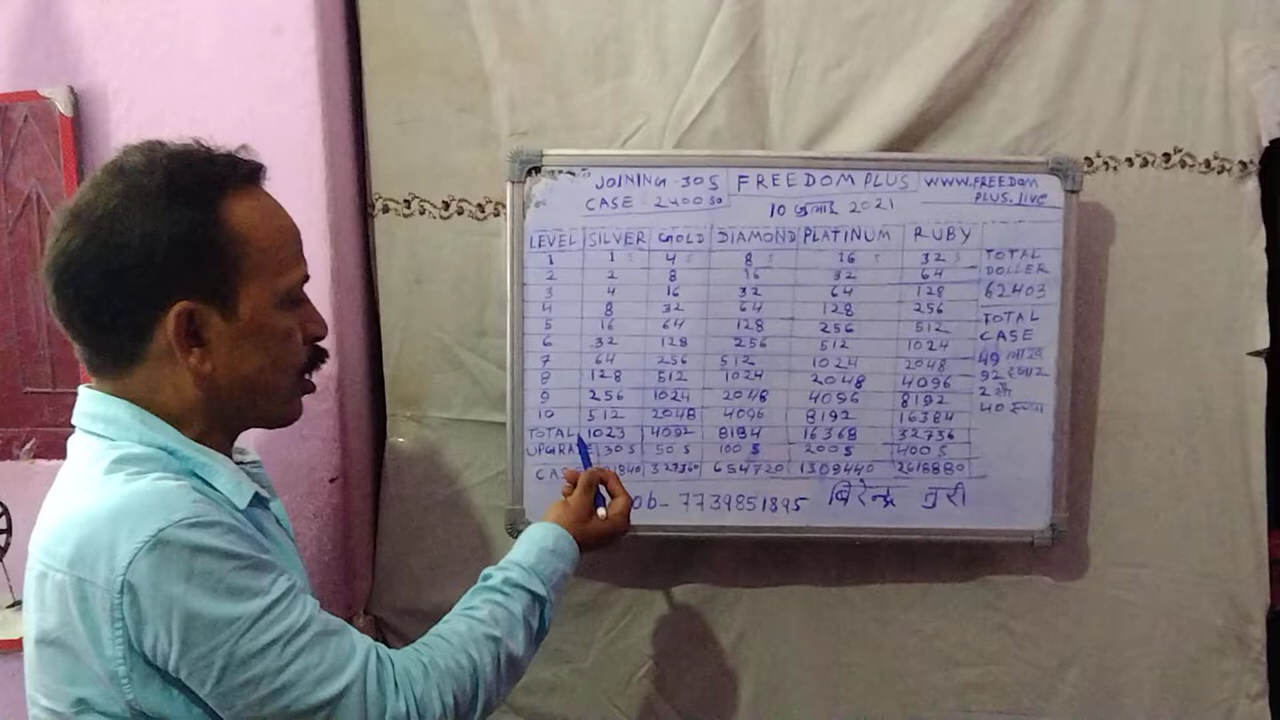 JOINING - 30 $ FREEDOM PLUS WWW.FREEDOM
CASE - 2400 PLUS.live
10 जुलाई 2021
LEVEL SILVER GOLD DIAMOND PLATINUM RUBY
1 1 $ 4 $ 8 $ 16 $ 32 $
2 2 8 16 32 64
3 4 16 32 64 128
4 8 32 64 128 256
5 16 64 128 256 512
6 32 128 256 512 1024
7 64 256 512 1024 2048
8 128 512 1024 2048 4096
9 256 1024 2048 4096 8192
10 512 2048 4096 8192 16384
TOTAL 1023 4092 8184 16368 32736
UPGRADE 30 $ 50 $ 100 $ 200 $ 400 $
1840 327360 654720 1309440 2618880
TOTAL
DOLLER
62403
TOTAL
CASE
49 लाख
92 हजार
2 सौ
40 रूपया
ob- 7739851895 बिरेन्द्र